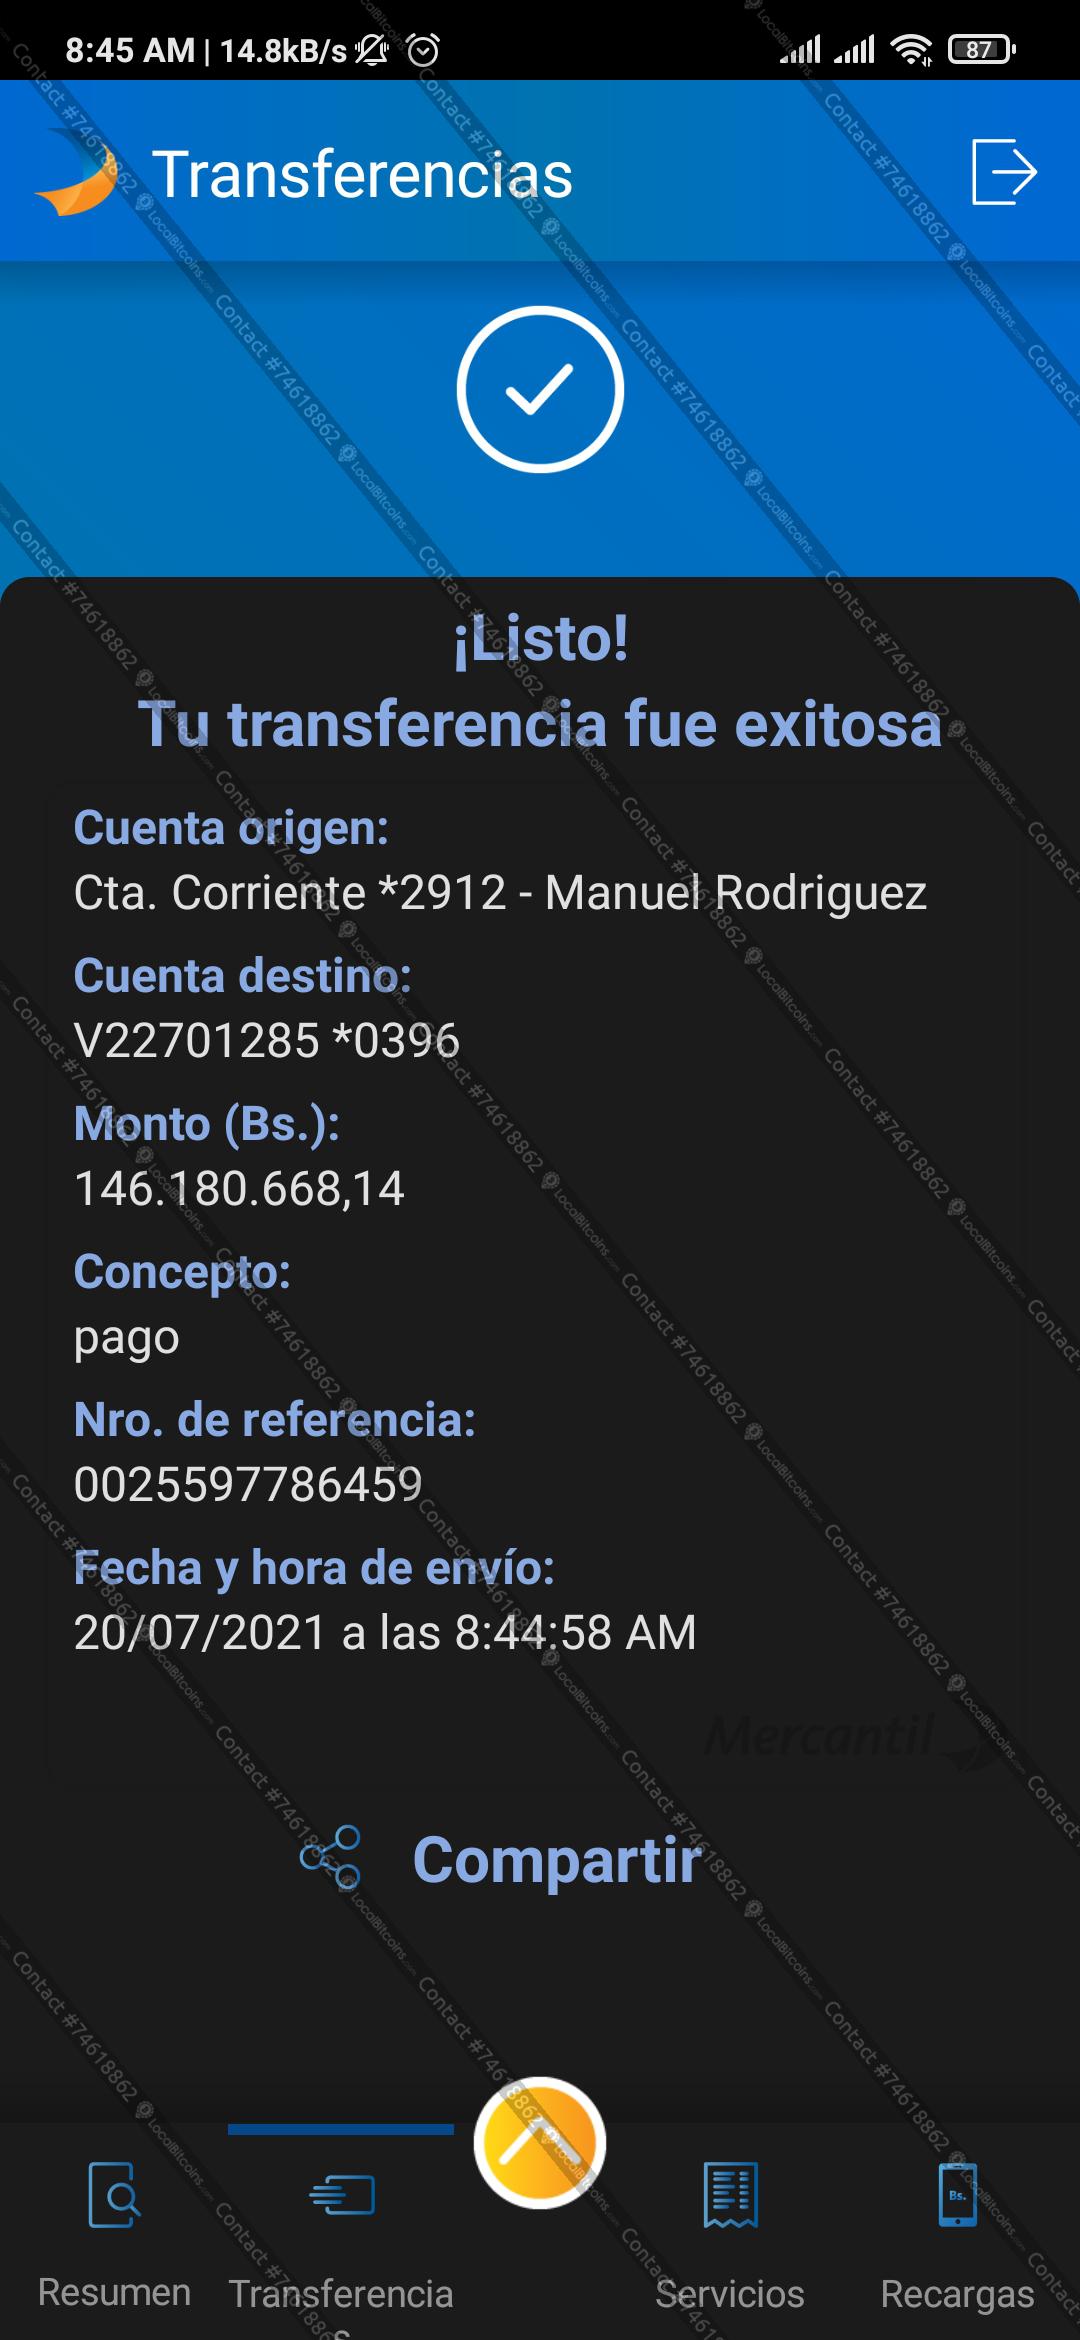 8:45 AM | 14.8kB/s 87
Transferencias
¡Listo!
Tu transferencia fue exitosa
Cuenta origen:
Cta. Corriente *2912 - Manuel Rodriguez
Cuenta destino:
V22701285 *0396
Monto (Bs.):
146.180.668,14
Concepto:
pago
Nro. de referencia:
0025597786459
Fecha y hora de envío:
20/07/2021 a las 8:44:58 AM
Mercantil
Compartir
Bs.
Resumen Transferencia Servicios Recargas
s
Contact #74618862 LocalBitcoins.com